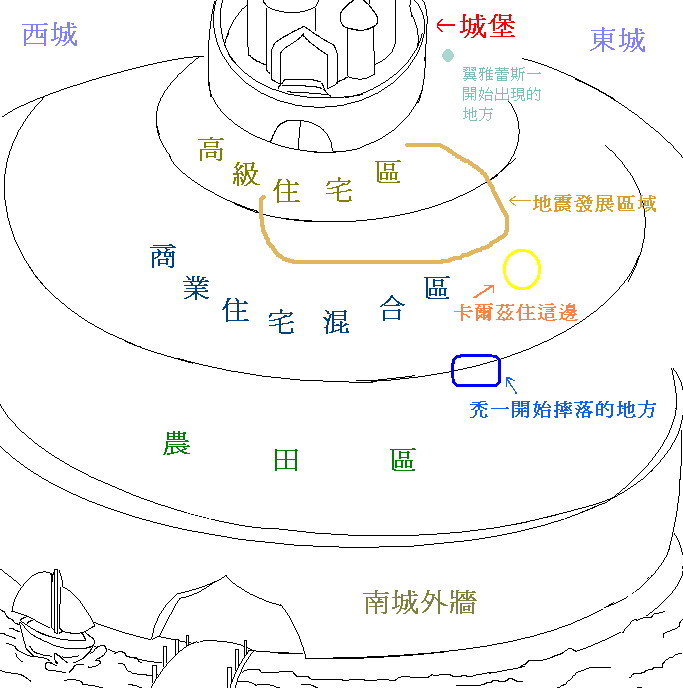 西城
←城堡
東城
翼雅蕾斯一
開始出現的
地方
高級住宅區
←地震發展區域
商業住宅混合區
卡爾茲住這邊
禿一開始摔落的地方
農田區
南城外牆